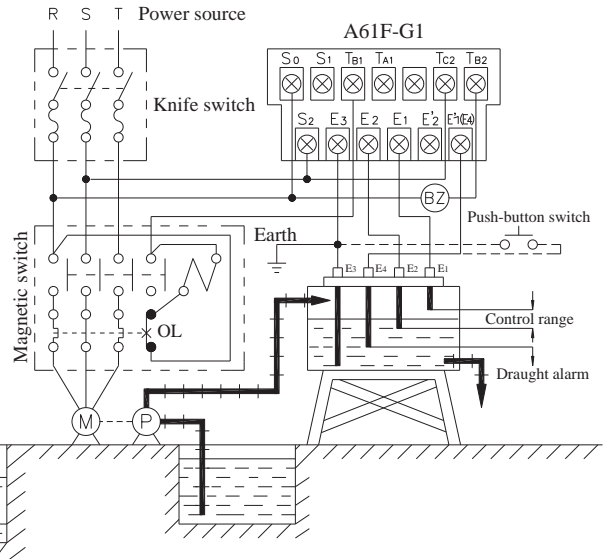 R S T Power source
A61F-G1
S0 S1 TB1 TA1 TC2 TB2
Knife switch
S2 E3 E2 E1 E'2 E'1(E4)
BZ
Push-button switch
Earth
Magnetic switch
E3 E4 E2 E1
OL
Control range
Draught alarm
M P